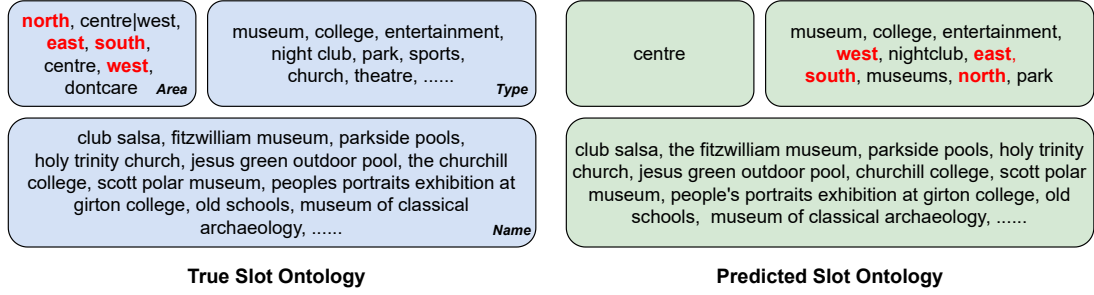 north, centre|west,
east, south,
centre, west,
dontcare
Area
museum, college, entertainment,
night club, park, sports,
church, theatre, ......
Type
club salsa, fitzwilliam museum, parkside pools,
holy trinity church, jesus green outdoor pool, the churchill
college, scott polar museum, peoples portraits exhibition at
girton college, old schools, museum of classical
archaeology, ......
Name
True Slot Ontology
centre
museum, college, entertainment,
west, nightclub, east,
south, museums, north, park
club salsa, the fitzwilliam museum, parkside pools, holy trinity
church, jesus green outdoor pool, churchill college, scott polar
museum, people's portraits exhibition at girton college, old
schools, museum of classical archaeology, ......
Predicted Slot Ontology